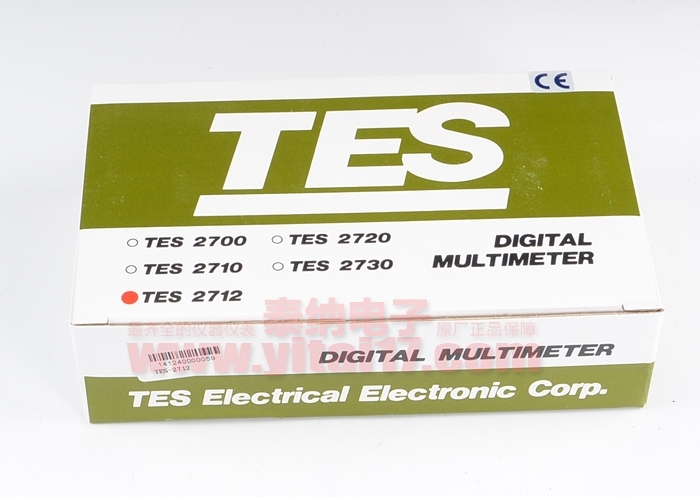 CE
TES
TES 2700
TES 2720
TES 2710
TES 2730
TES 2712
DIGITAL
MULTIMETER
泰纳电子
最齐全的仪器仪表
原厂正品保障
www.yitai17.com
141240000059
TES-2712
DIGITAL MULTIMETER
TES Electrical Electronic Corp.